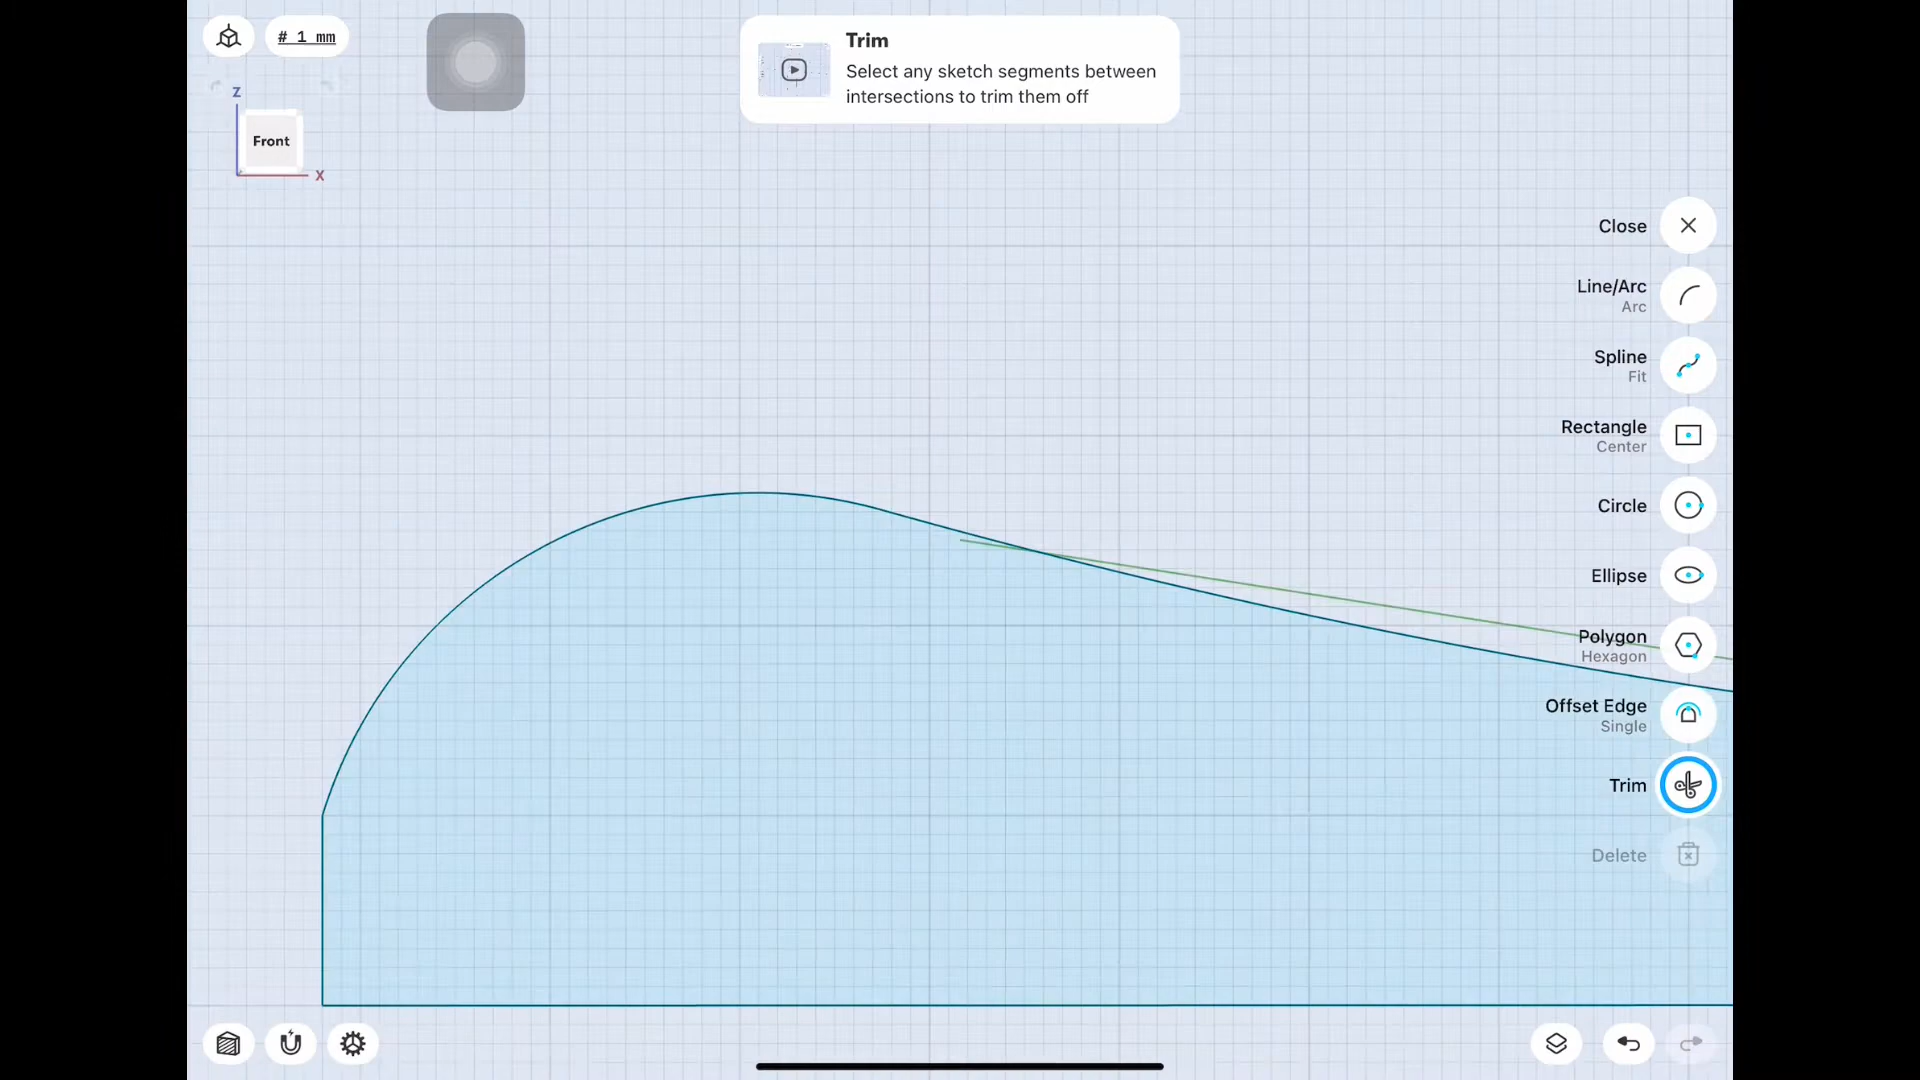 # 1 mm
Trim
Select any sketch segments between
intersections to trim them off
Z
Front
X
Close
Line/Arc
Arc
Spline
Fit
Rectangle
Center
Circle
Ellipse
Polygon
Hexagon
Offset Edge
Single
Trim
Delete